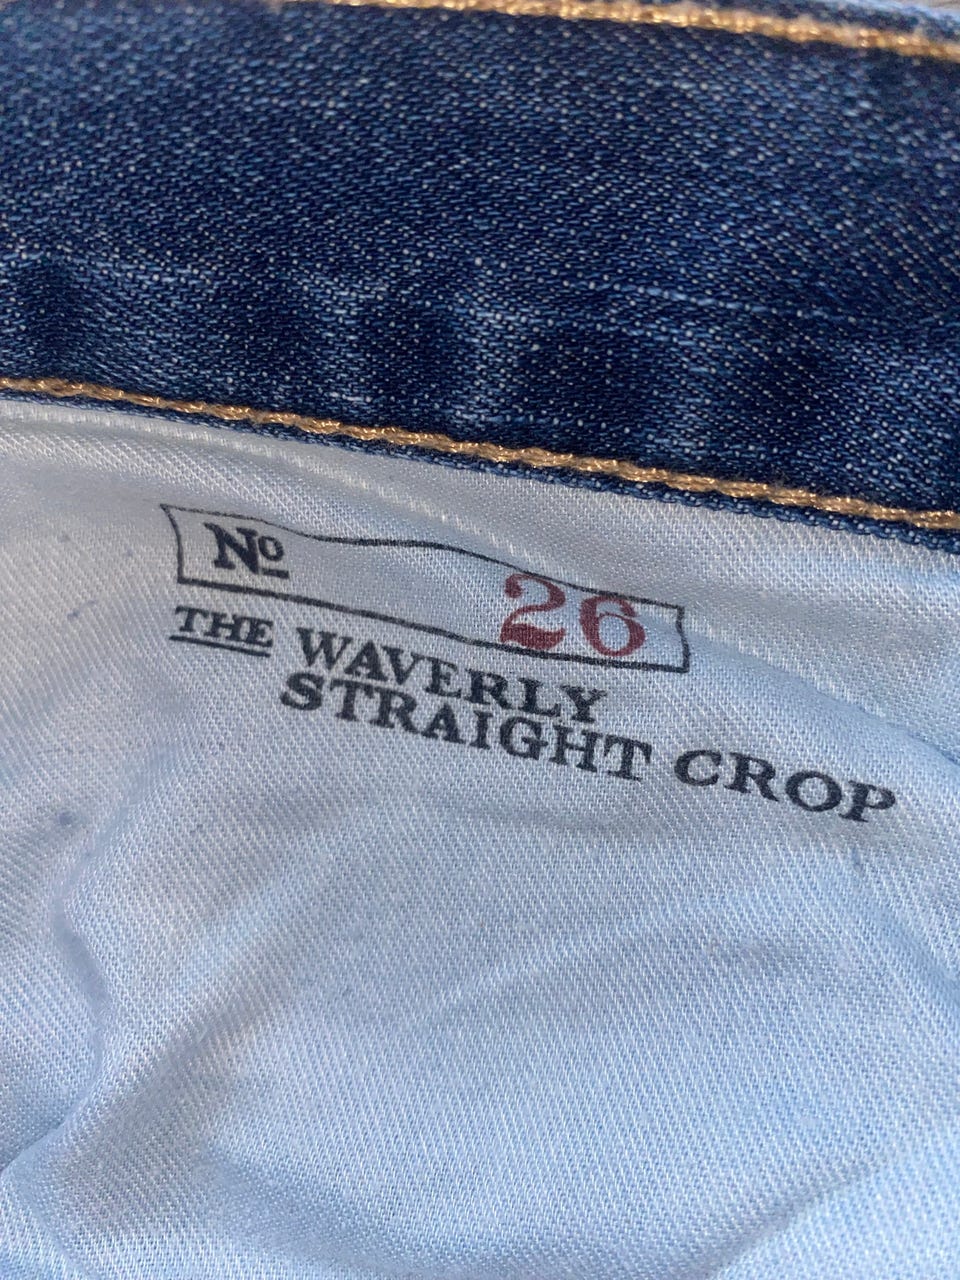 Nº 26
THE WAVERLY
STRAIGHT CROP